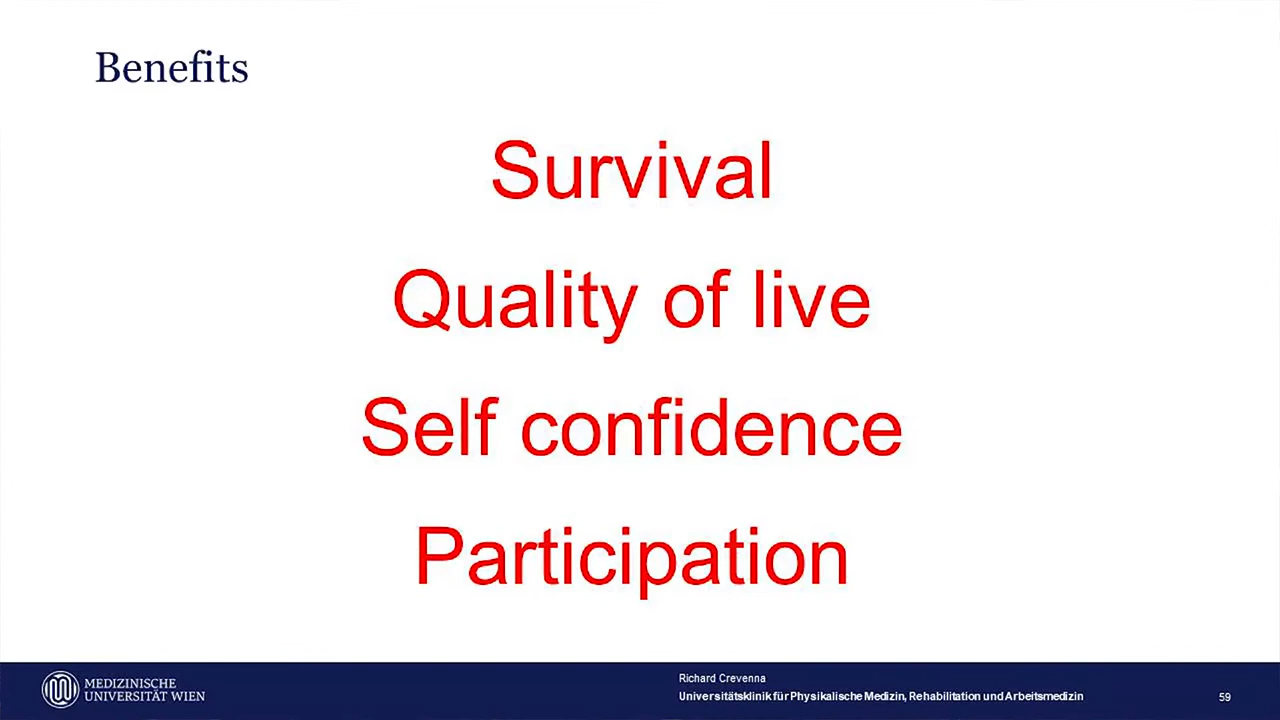 Benefits
Survival
Quality of live
Self confidence
Participation
MEDIZINISCHE
UNIVERSITÄT WIEN
Richard Crevenna
Universitätsklinik für Physikalische Medizin, Rehabilitation und Arbeitsmedizin
59